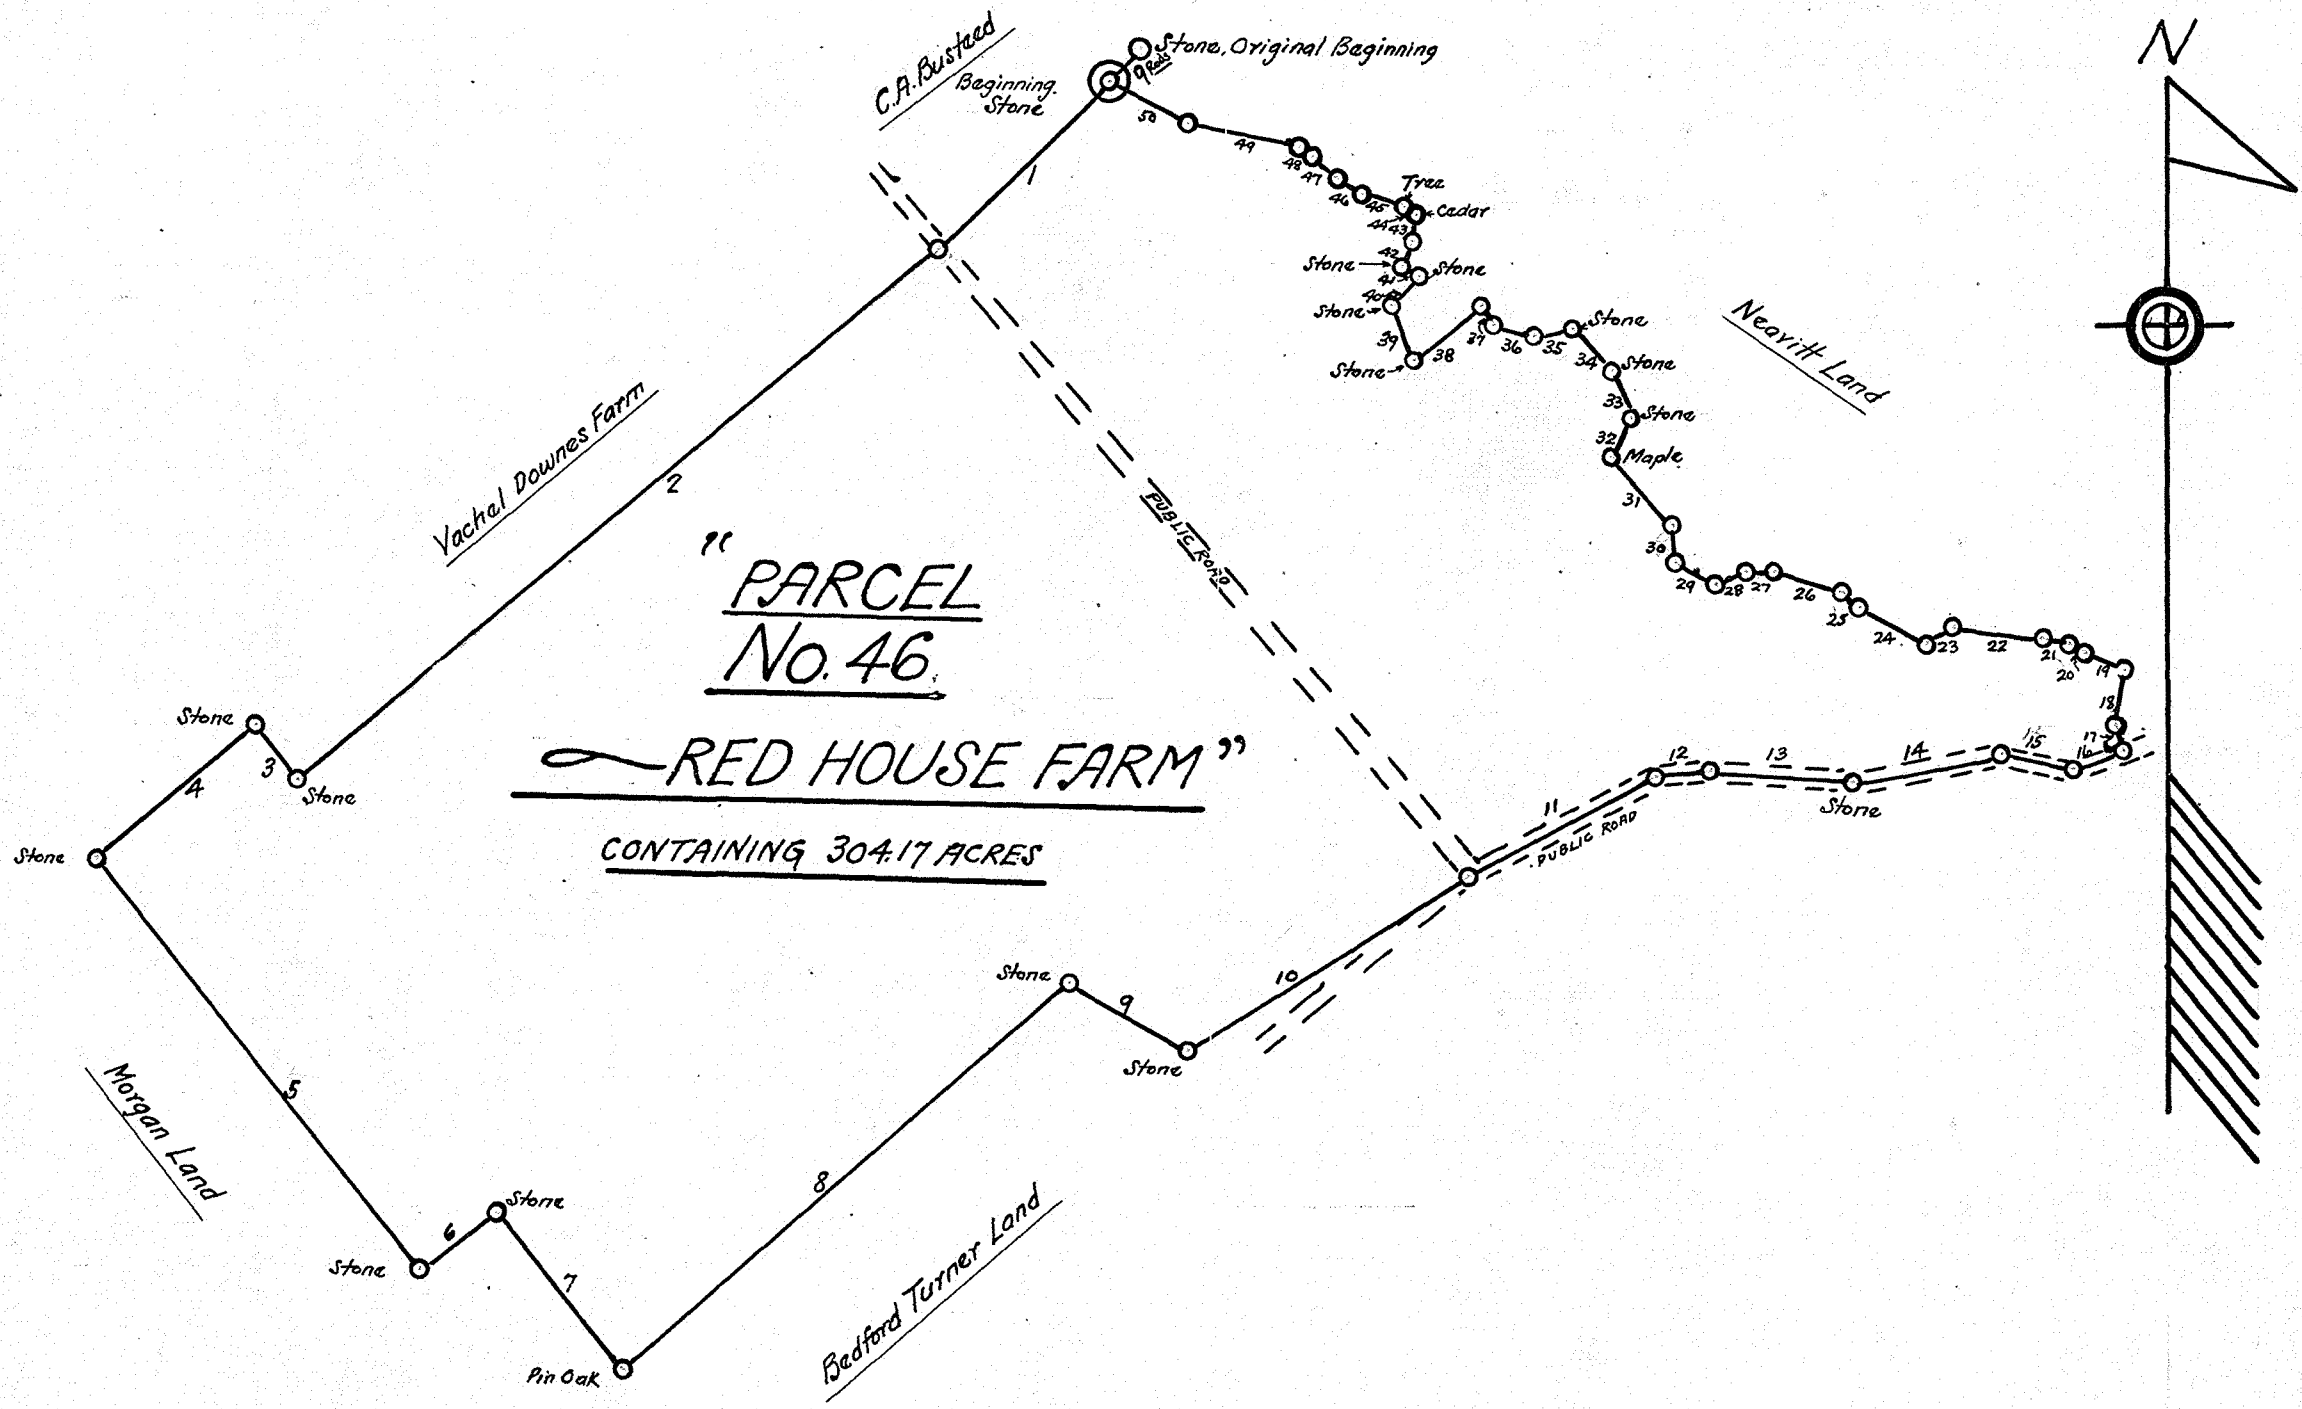 N
C.A. Busteed
Stone, Original Beginning
9 Rods
Beginning.
Stone
50
49
48
47
46
45
Tree
Cedar
44
43
42
Stone
41
Stone
40
Stone
39
Stone
38
37
36
35
Stone
34
Stone
33
Stone
32
Maple
31
30
29
28
27
26
25
24
23
22
21
20
19
18
17
16
15
14
13
12
11
Stone
PUBLIC ROAD
Neavitt Land
1
2
Vachel Downes Farm
PUBLIC ROAD
"PARCEL
No. 46.
RED HOUSE FARM"
CONTAINING 304.17 ACRES
Stone
3
Stone
4
Stone
5
Morgan Land
Stone
6
Stone
7
Pin Oak
8
Bedford Turner Land
Stone
9
Stone
10